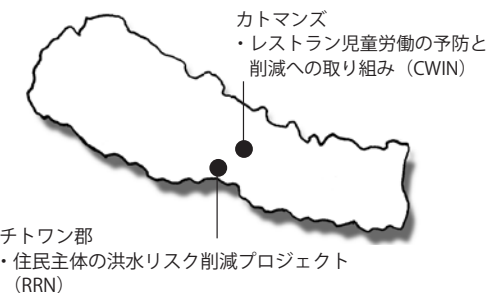 カトマンズ
・レストラン児童労働の予防と
削減への取り組み（CWIN）
チトワン郡
・住民主体の洪水リスク削減プロジェクト
（RRN）